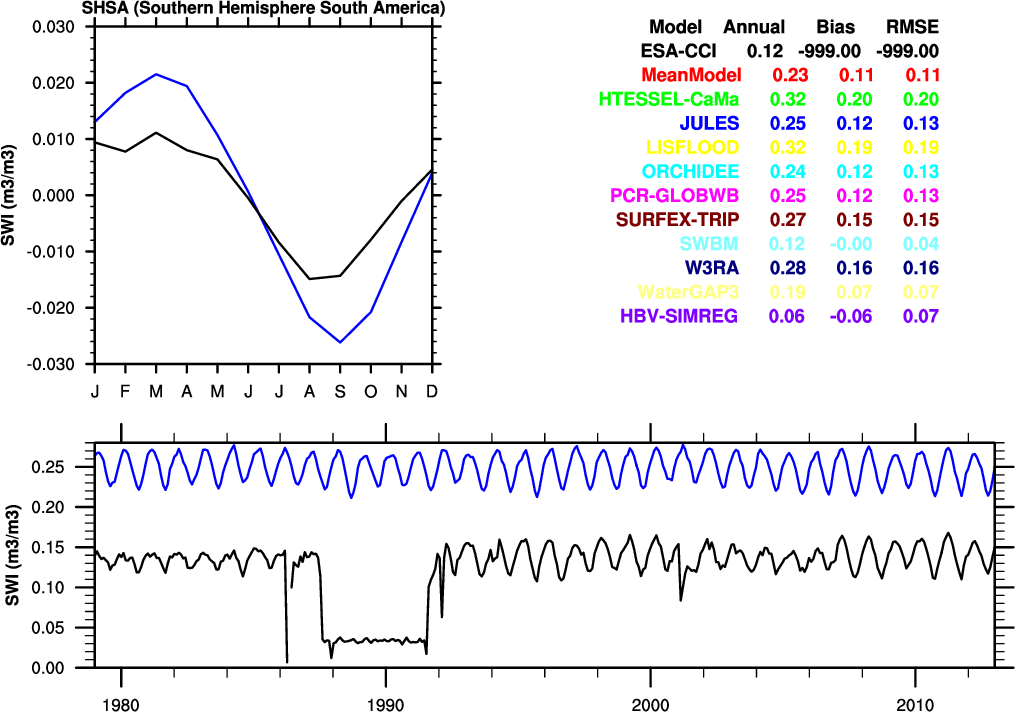 SHSA (Southern Hemisphere South America)
0.030
0.020
0.010
0.000
-0.010
-0.020
-0.030
SWI (m3/m3)
J F M A M J J A S O N D
Model Annual Bias RMSE
ESA-CCI 0.12 -999.00 -999.00
MeanModel 0.23 0.11 0.11
HTESSEL-CaMa 0.32 0.20 0.20
JULES 0.25 0.12 0.13
LISFLOOD 0.32 0.19 0.19
ORCHIDEE 0.24 0.12 0.13
PCR-GLOBWB 0.25 0.12 0.13
SURFEX-TRIP 0.27 0.15 0.15
SWBM 0.12 -0.00 0.04
W3RA 0.28 0.16 0.16
WaterGAP3 0.19 0.07 0.07
HBV-SIMREG 0.06 -0.06 0.07
0.25
0.20
0.15
0.10
0.05
0.00
SWI (m3/m3)
1980 1990 2000 2010